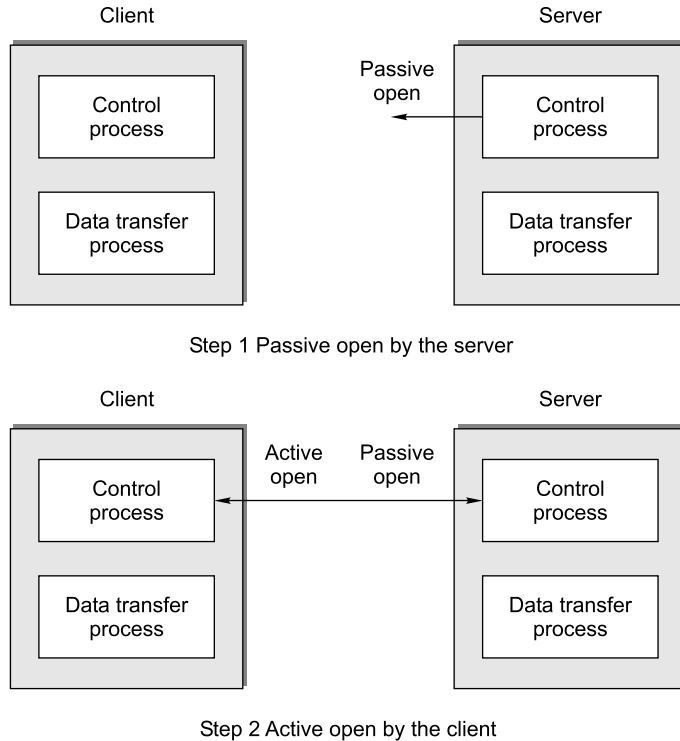 Client
Server
Control
process
Data transfer
process
Passive
open
Control
process
Data transfer
process
Step 1 Passive open by the server
Client
Server
Control
process
Data transfer
process
Active
open
Passive
open
Control
process
Data transfer
process
Step 2 Active open by the client